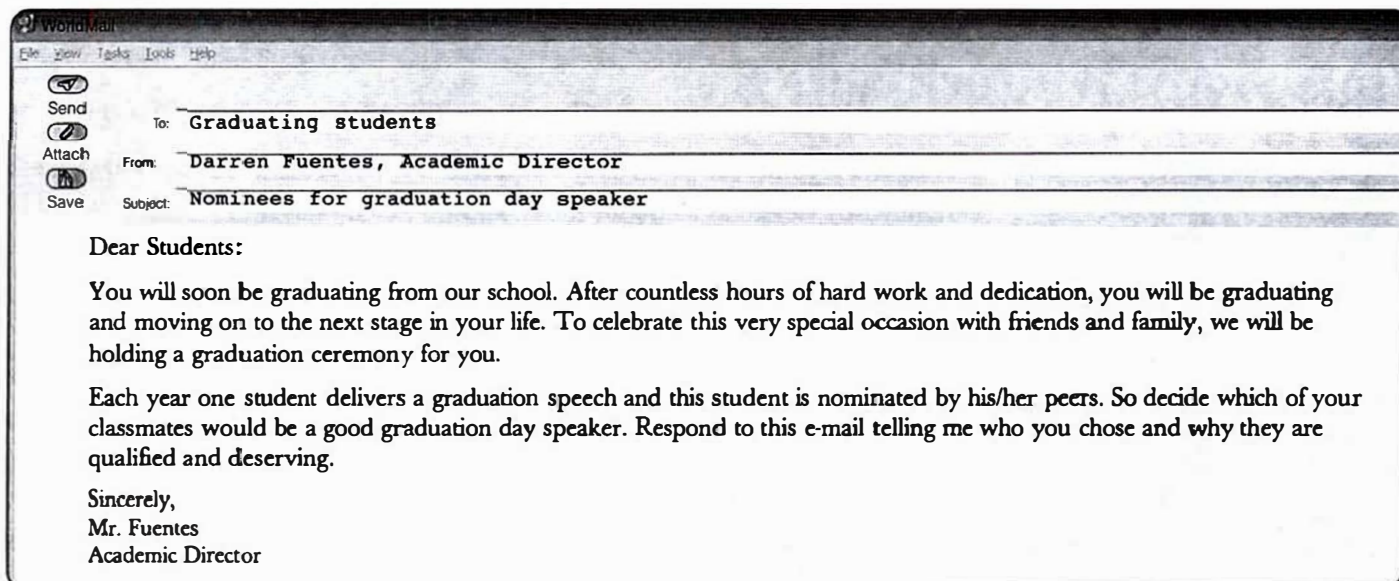 WorldMail
File View Tasks Tools Help
Send
To: Graduating students
Attach
From: Darren Fuentes, Academic Director
Save
Subject: Nominees for graduation day speaker
Dear Students:
You will soon be graduating from our school. After countless hours of hard work and dedication, you will be graduating
and moving on to the next stage in your life. To celebrate this very special occasion with friends and family, we will be
holding a graduation ceremony for you.
Each year one student delivers a graduation speech and this student is nominated by his/her peers. So decide which of your
classmates would be a good graduation day speaker. Respond to this e-mail telling me who you chose and why they are
qualified and deserving.
Sincerely,
Mr. Fuentes
Academic Director